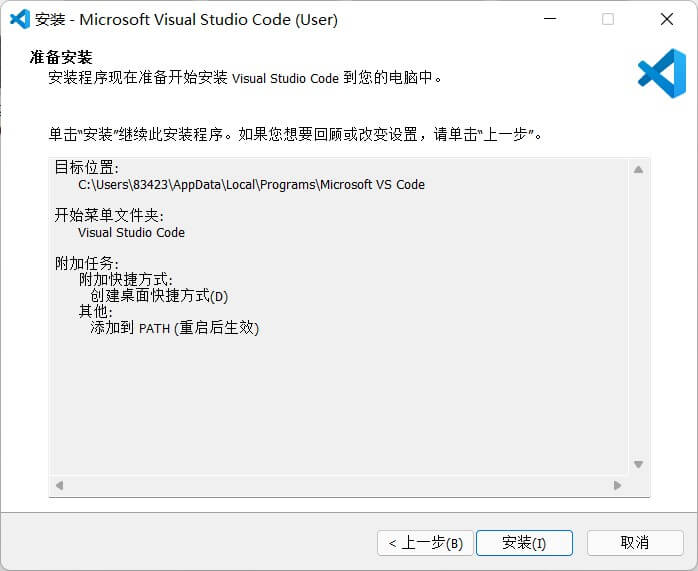 安装 - Microsoft Visual Studio Code (User)
准备安装
安装程序现在准备开始安装 Visual Studio Code 到您的电脑中。
单击“安装”继续此安装程序。如果您想要回顾或改变设置，请单击“上一步”。
目标位置:
C:\Users\83423\AppData\Local\Programs\Microsoft VS Code
开始菜单文件夹:
Visual Studio Code
附加任务:
附加快捷方式:
创建桌面快捷方式(D)
其他:
添加到 PATH (重启后生效)
< 上一步(B)
安装(I)
取消